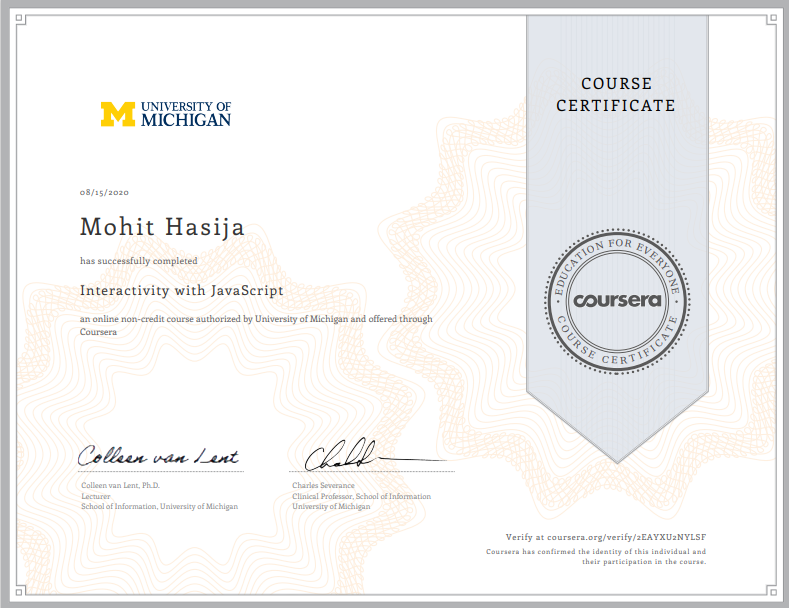 UNIVERSITY OF
MICHIGAN
COURSE
CERTIFICATE
08/15/2020
Mohit Hasija
has successfully completed
Interactivity with JavaScript
an online non-credit course authorized by University of Michigan and offered through
Coursera
EDUCATION FOR EVERYONE
coursera
COURSE CERTIFICATE
Colleen van Lent
Colleen van Lent, Ph.D.
Lecturer
School of Information, University of Michigan
Charles Severance
Clinical Professor, School of Information
University of Michigan
Verify at coursera.org/verify/2EAYXU2NYLSF
Coursera has confirmed the identity of this individual and
their participation in the course.